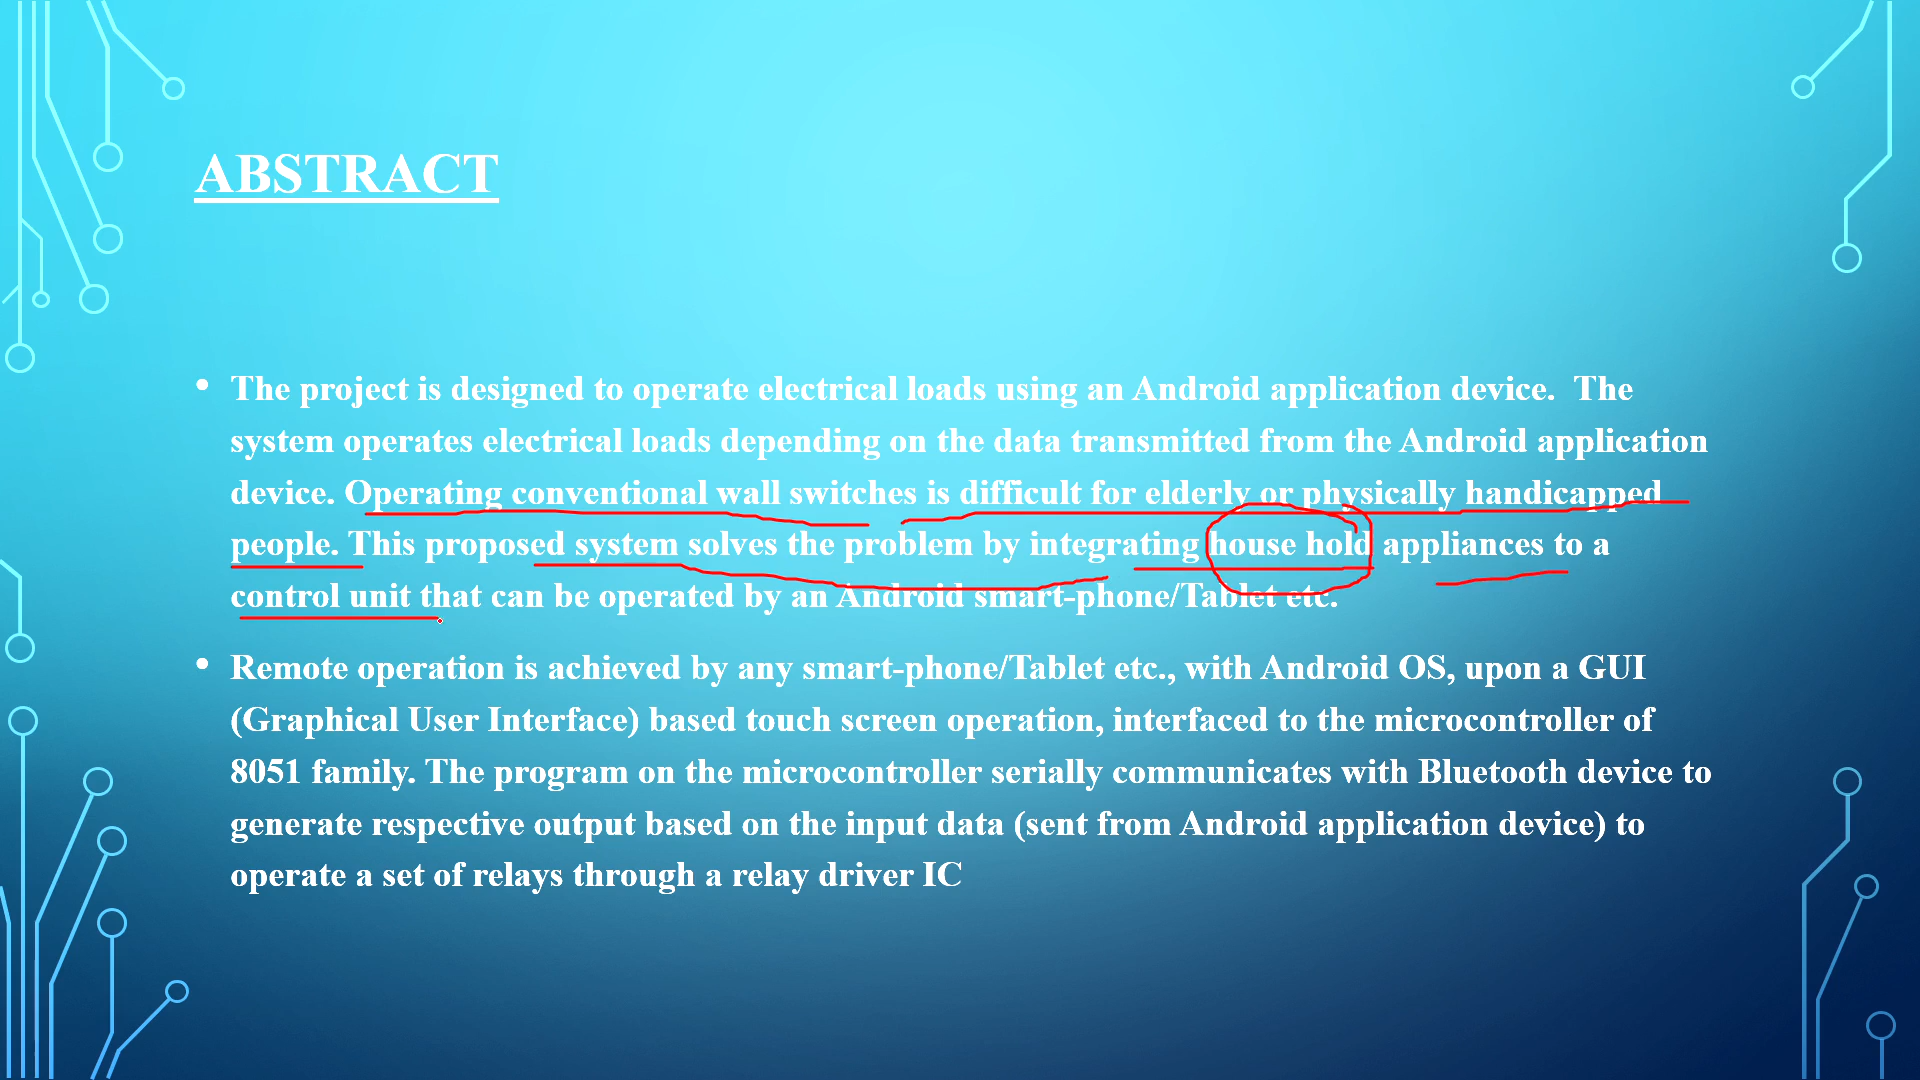 ABSTRACT
• The project is designed to operate electrical loads using an Android application device.  The
system operates electrical loads depending on the data transmitted from the Android application
device. Operating conventional wall switches is difficult for elderly or physically handicapped
people. This proposed system solves the problem by integrating house hold appliances to a
control unit that can be operated by an Android smart-phone/Tablet etc.
• Remote operation is achieved by any smart-phone/Tablet etc., with Android OS, upon a GUI
(Graphical User Interface) based touch screen operation, interfaced to the microcontroller of
8051 family. The program on the microcontroller serially communicates with Bluetooth device to
generate respective output based on the input data (sent from Android application device) to
operate a set of relays through a relay driver IC